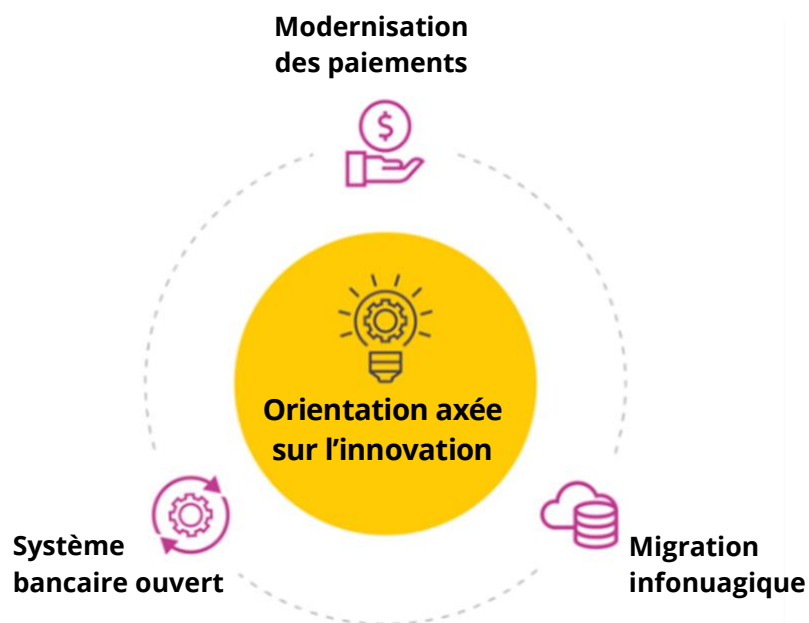 Modernisation
des paiements
$
Orientation axée
sur l’innovation
Système
bancaire ouvert
Migration
infonuagique